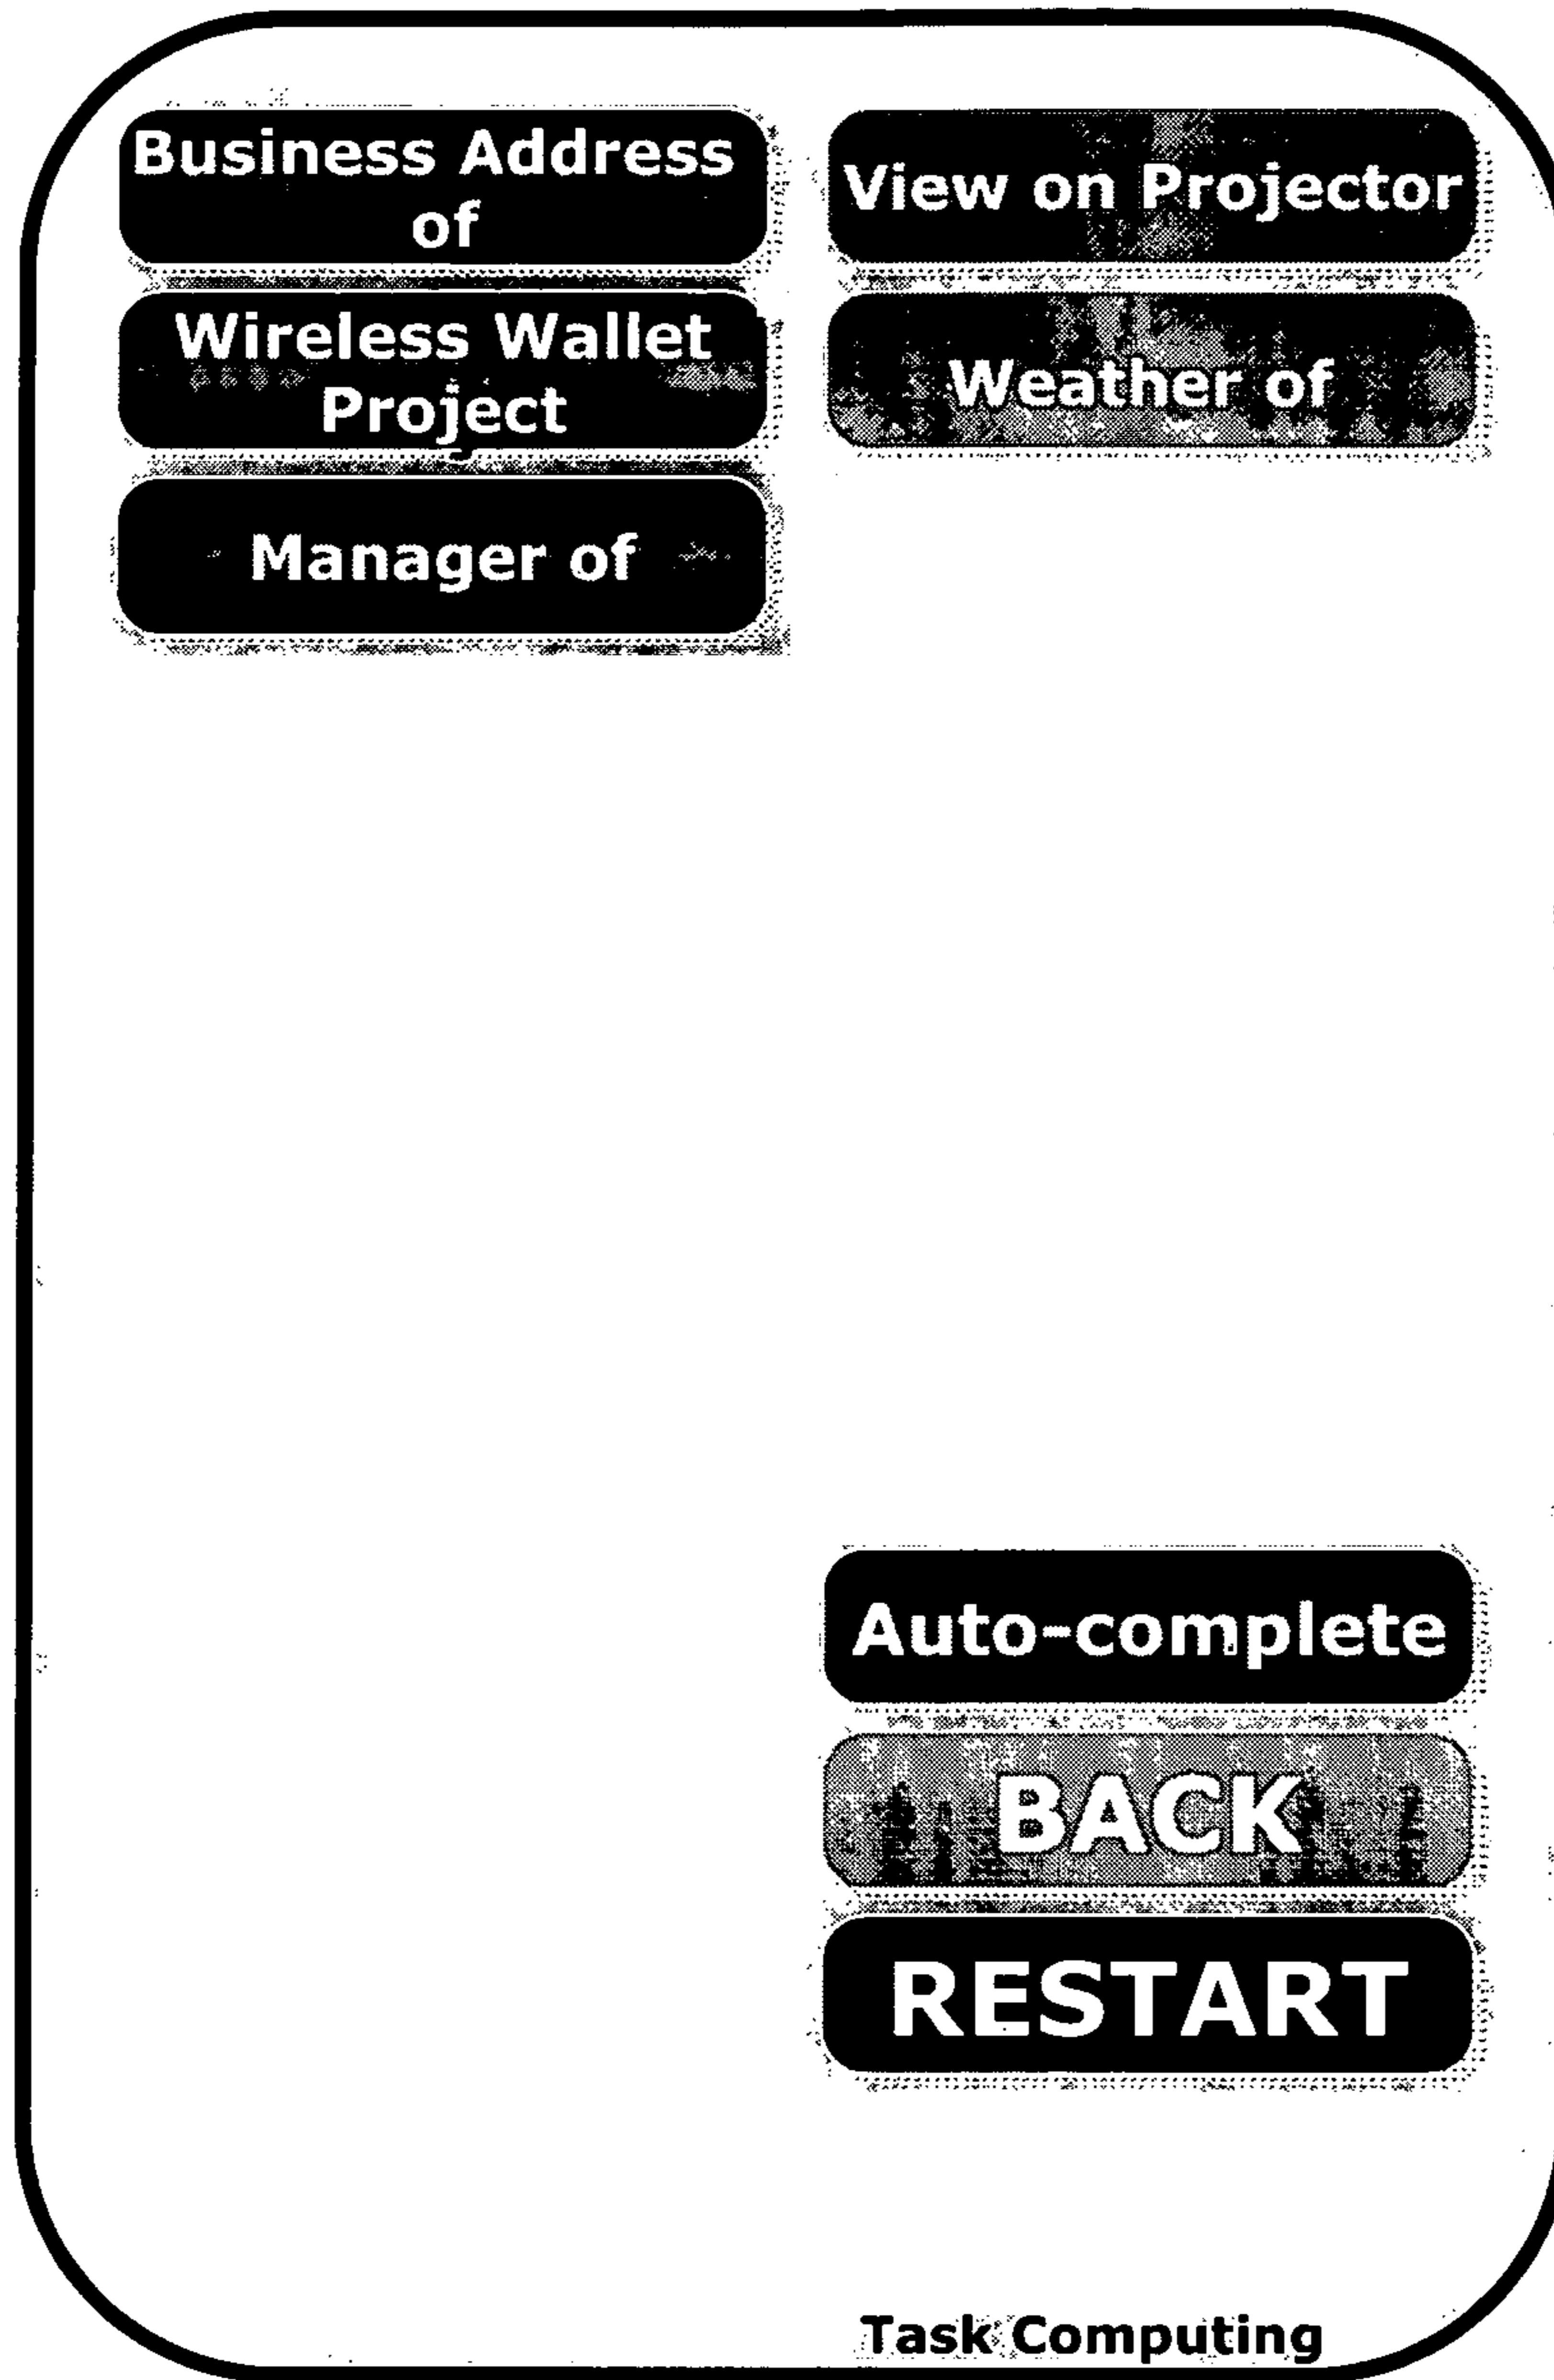 Business Address
of
View on Projector
Wireless Wallet
Project
Weather of
Manager of
Auto-complete
BACK
RESTART
Task Computing